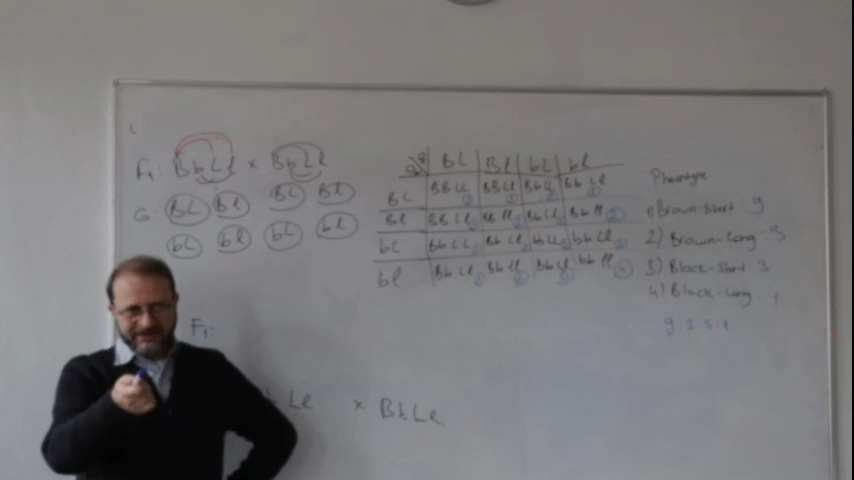 F1: BbLl × BbLl
G: BL Bl BL Bl
bL bl bL bl
BL Bl bL bl
BL BBLL BBLl BbLL BbLl
Bl BBLl BBll BbLl Bbll
bL BbLL BbLl bbLL bbLl
bl BbLl Bbll bbLl bbll
Phenotype
1) Brown-Short 9
2) Brown-Long: 3
3) Black-Short: 3
4) Black-Long: 1
9:3:3:1
F1:
Ll × BbLl